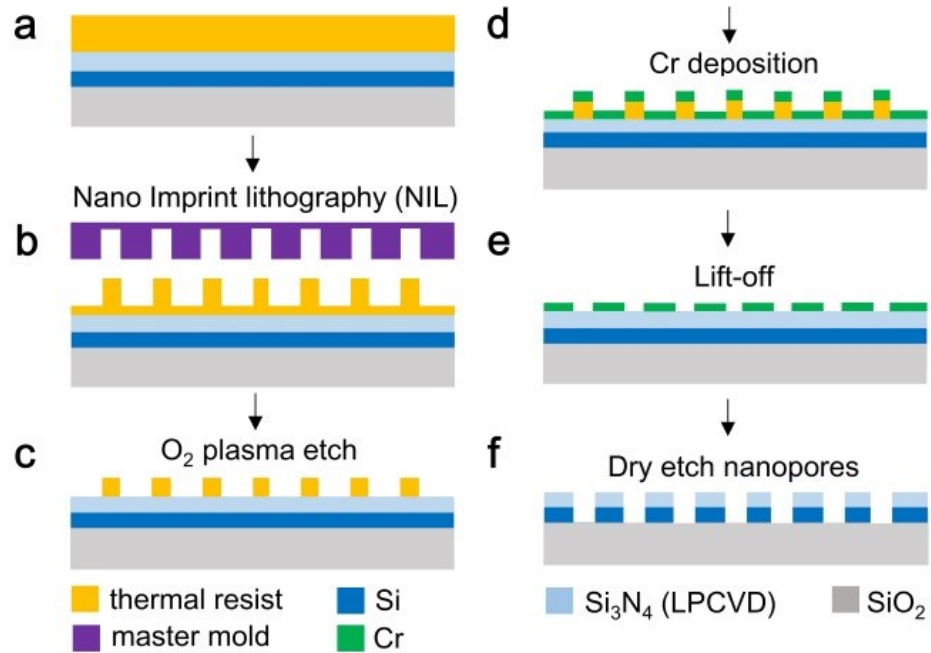 a
Nano Imprint lithography (NIL)
b
O₂ plasma etch
c
thermal resist
Si
master mold
Cr
d
Cr deposition
e
Lift-off
f
Dry etch nanopores
Si₃N₄ (LPCVD)
SiO₂